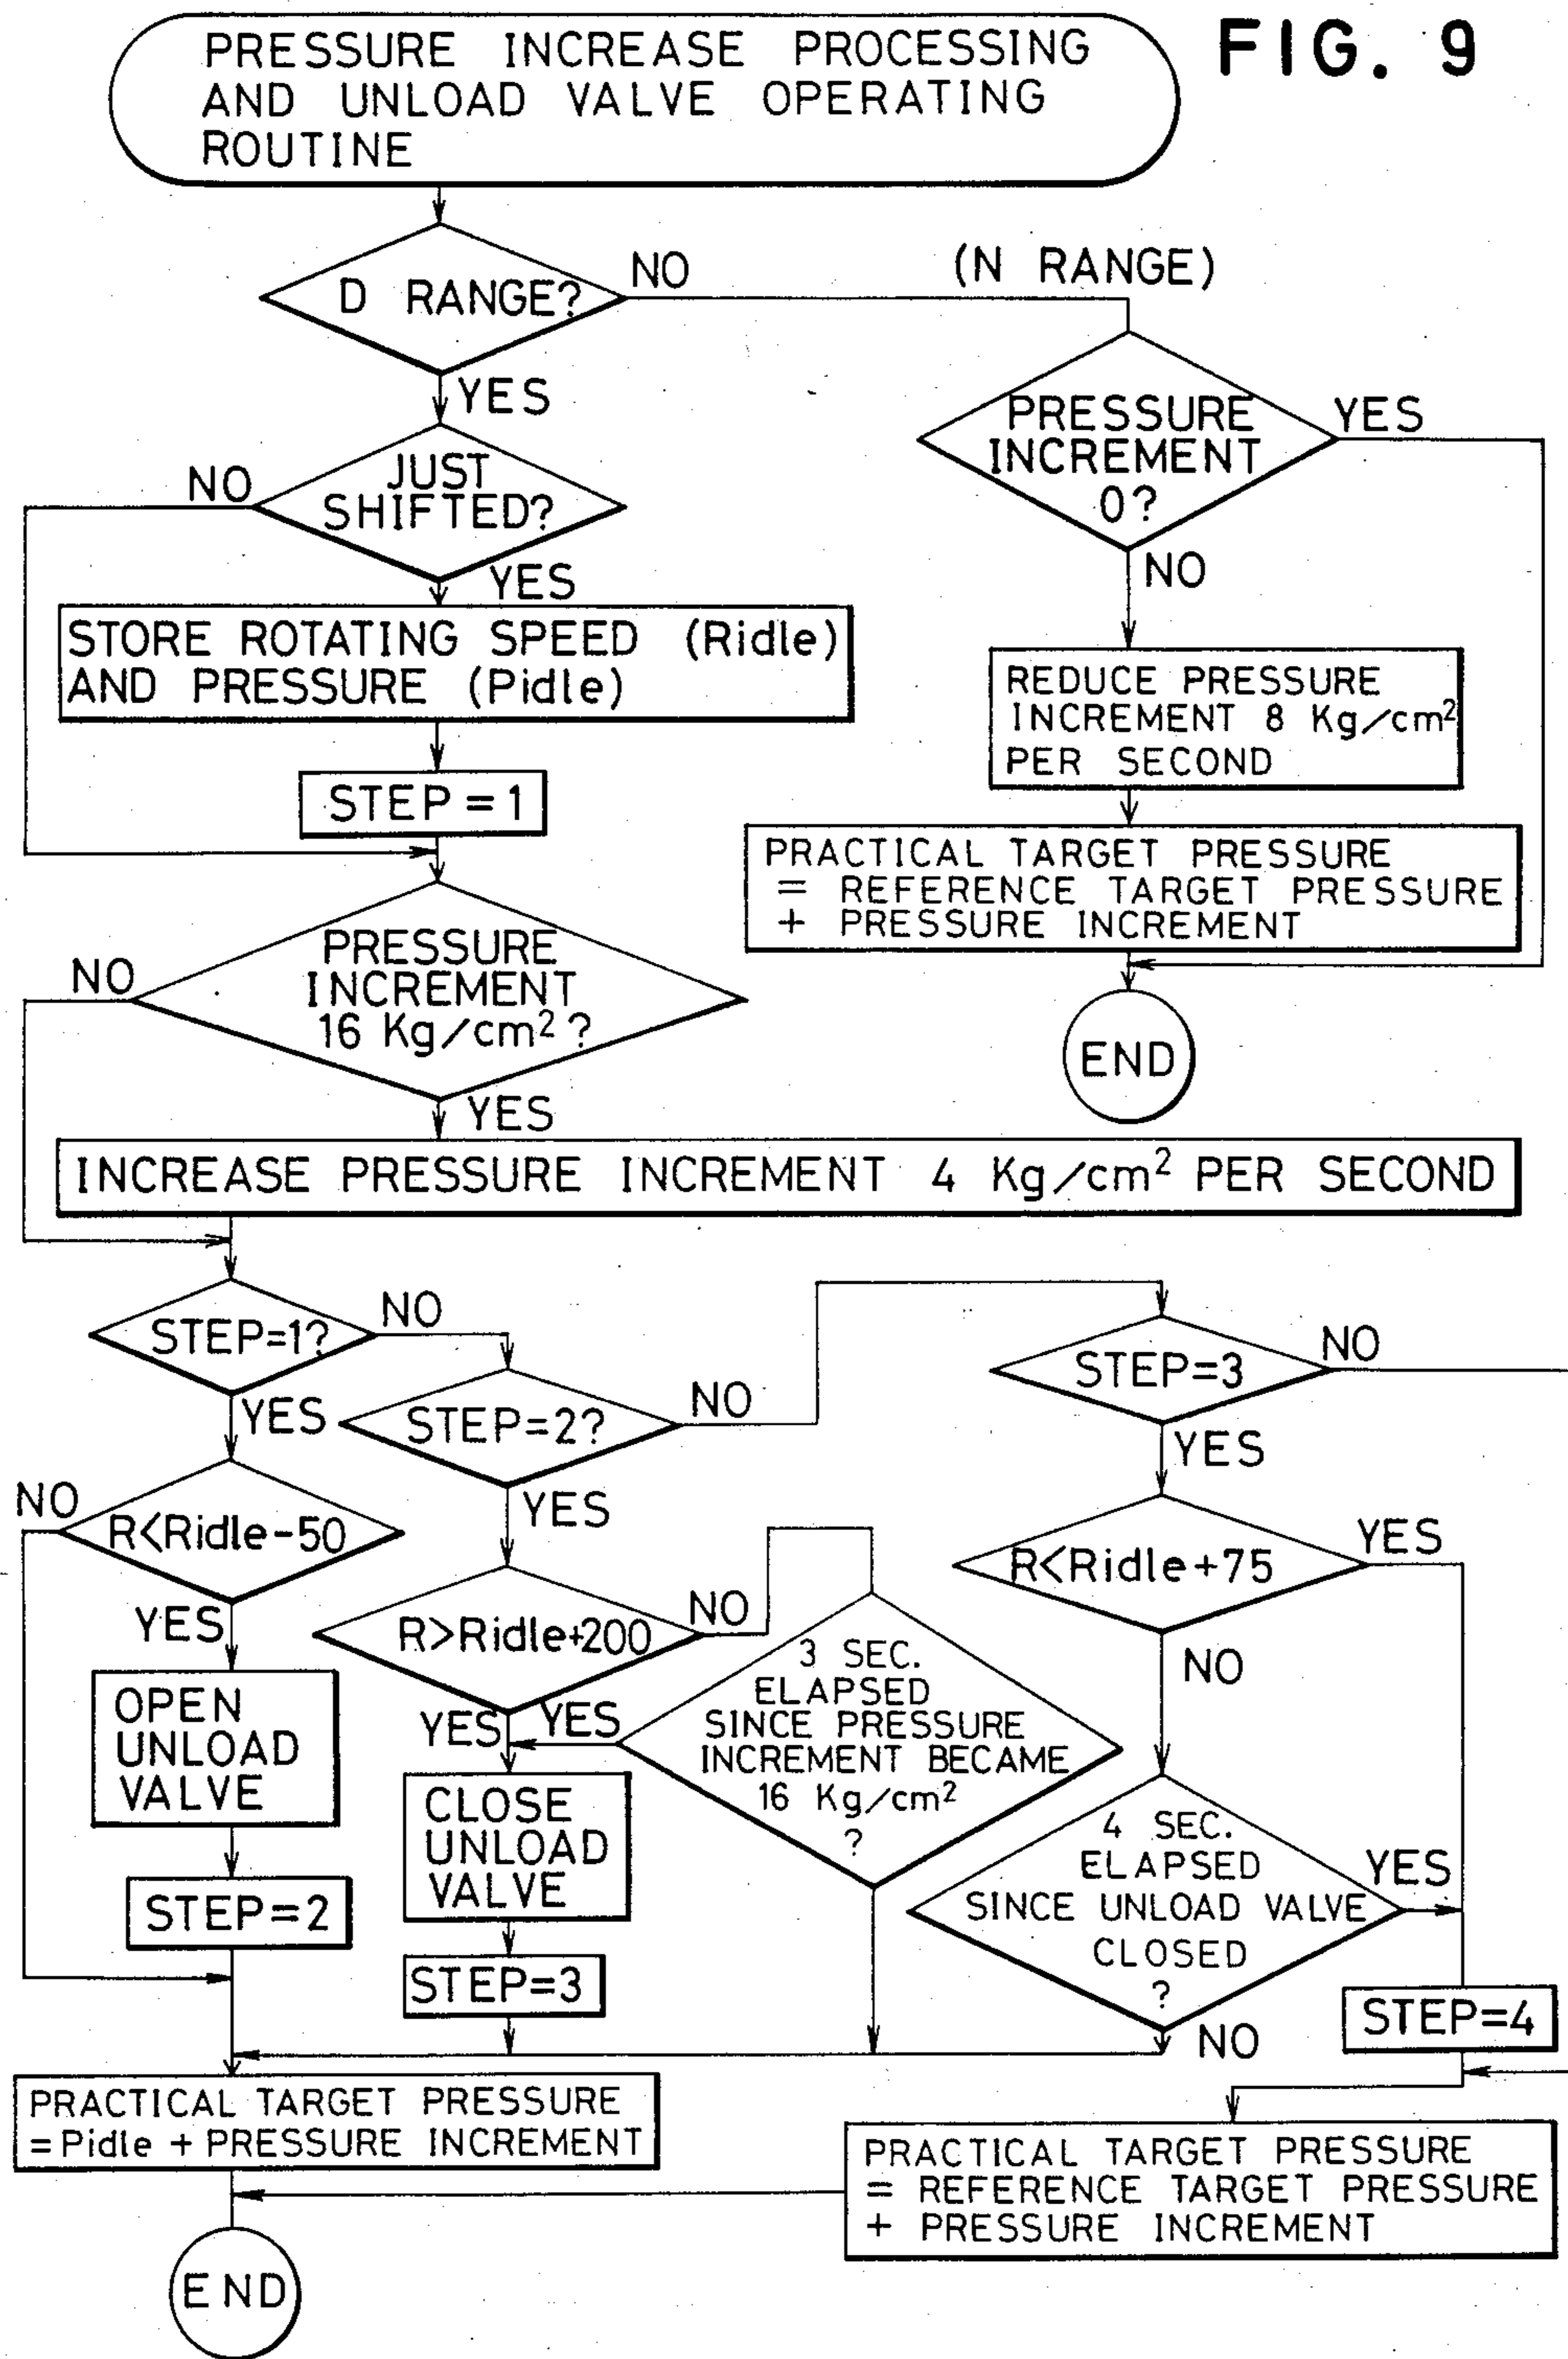 FIG. 9
PRESSURE INCREASE PROCESSING
AND UNLOAD VALVE OPERATING
ROUTINE
D RANGE?
NO
(N RANGE)
YES
PRESSURE
INCREMENT
0?
YES
NO
JUST
SHIFTED?
NO
YES
STORE ROTATING SPEED (Ridle)
AND PRESSURE (Pidle)
REDUCE PRESSURE
INCREMENT 8 Kg/cm²
PER SECOND
STEP = 1
PRACTICAL TARGET PRESSURE
= REFERENCE TARGET PRESSURE
+ PRESSURE INCREMENT
END
PRESSURE
INCREMENT
16 Kg/cm²?
NO
YES
INCREASE PRESSURE INCREMENT 4 Kg/cm² PER SECOND
STEP=1?
NO
YES
STEP=2?
NO
YES
STEP=3
NO
YES
R<Ridle-50
NO
YES
R>Ridle+200
NO
YES
YES
R<Ridle+75
YES
NO
OPEN
UNLOAD
VALVE
3 SEC.
ELAPSED
SINCE PRESSURE
INCREMENT BECAME
16 Kg/cm²
?
CLOSE
UNLOAD
VALVE
4 SEC.
ELAPSED
SINCE UNLOAD VALVE
CLOSED
?
YES
NO
STEP=2
STEP=3
STEP=4
PRACTICAL TARGET PRESSURE
= Pidle + PRESSURE INCREMENT
PRACTICAL TARGET PRESSURE
= REFERENCE TARGET PRESSURE
+ PRESSURE INCREMENT
END